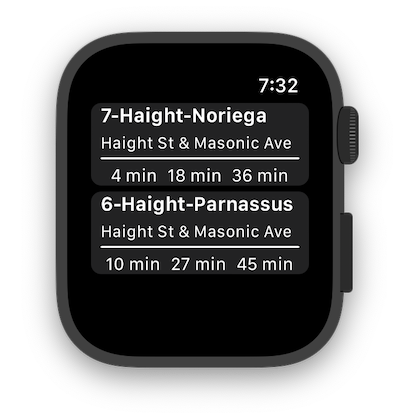 7:32
7-Haight-Noriega
Haight St & Masonic Ave
4 min 18 min 36 min
6-Haight-Parnassus
Haight St & Masonic Ave
10 min 27 min 45 min